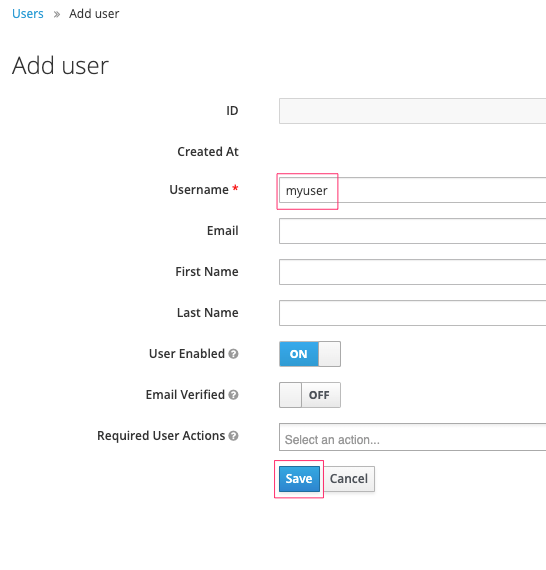 Users » Add user
Add user
ID
Created At
Username * myuser
Email
First Name
Last Name
User Enabled ON
Email Verified OFF
Required User Actions Select an action...
Save Cancel